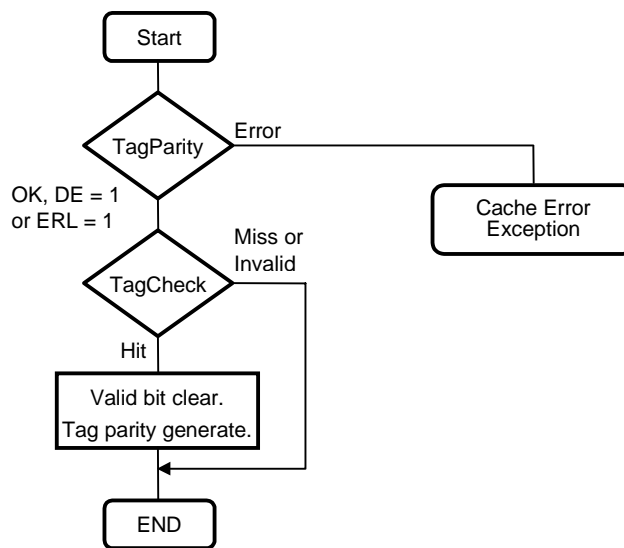 Start
TagParity
Error
OK, DE = 1
or ERL = 1
Cache Error
Exception
Miss or
Invalid
TagCheck
Hit
Valid bit clear.
Tag parity generate.
END